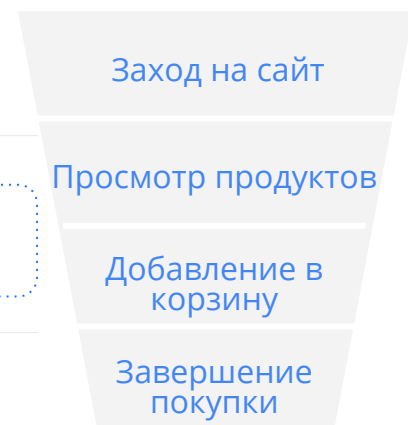 Заход на сайт
Просмотр продуктов
Добавление в
корзину
Завершение
покупки